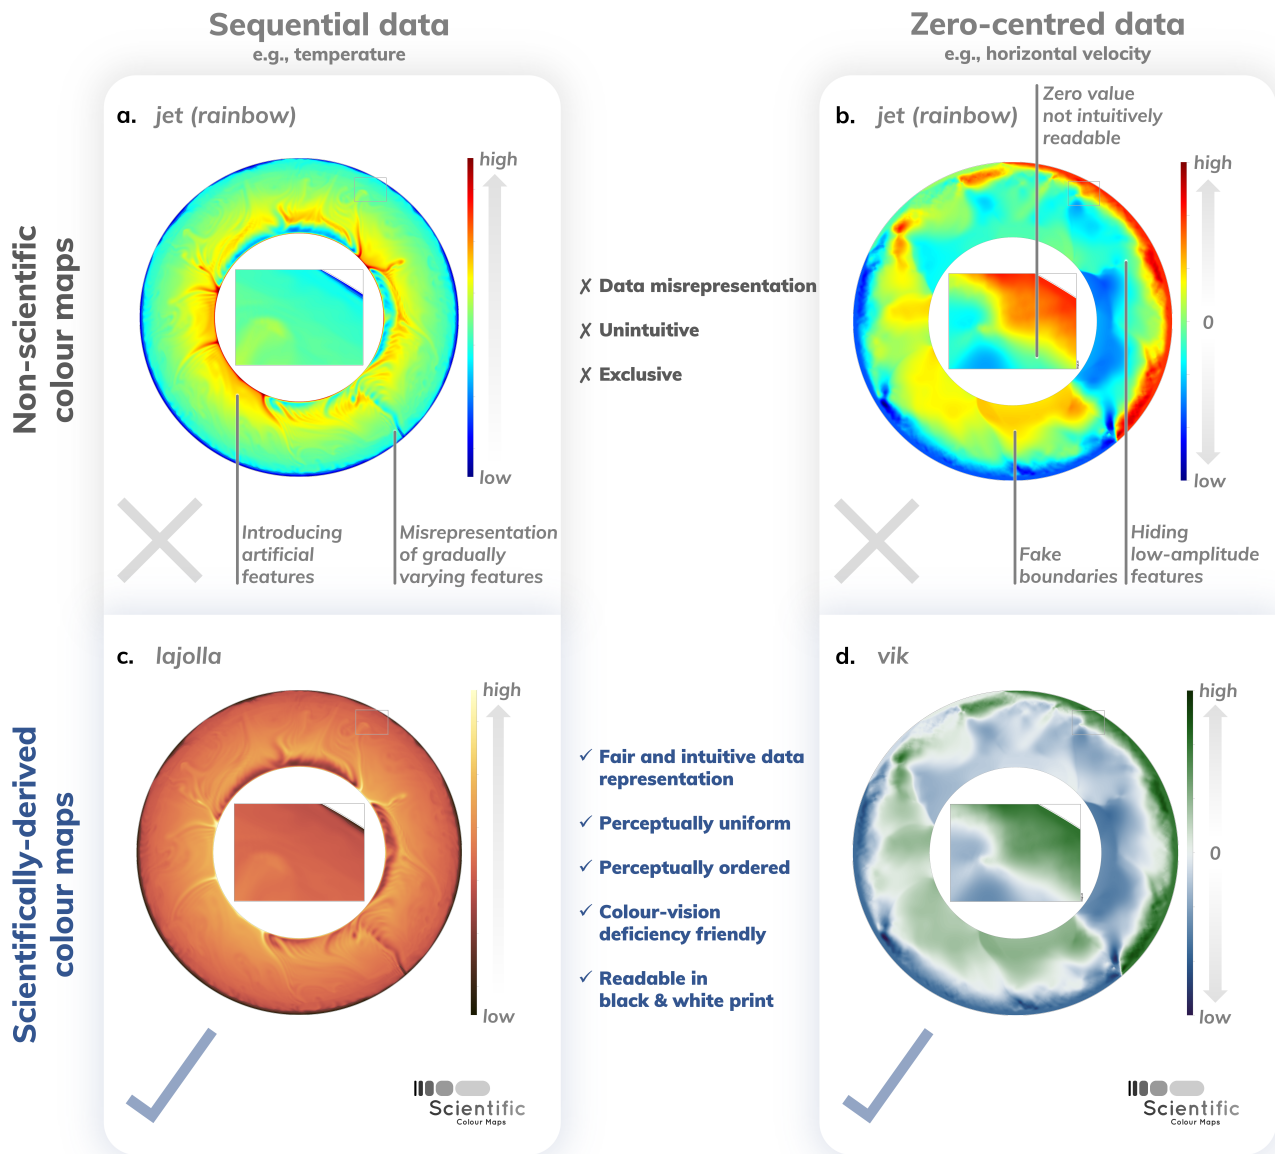 Sequential data
e.g., temperature
Zero-centred data
e.g., horizontal velocity
Non-scientific
colour maps
a. jet (rainbow)
high
low
Introducing
artificial
features
Misrepresentation
of gradually
varying features
✗ Data misrepresentation
✗ Unintuitive
✗ Exclusive
b. jet (rainbow)
Zero value
not intuitively
readable
high
0
low
Fake
boundaries
Hiding
low-amplitude
features
Scientifically-derived
colour maps
c. lajolla
high
low
Scientific
Colour Maps
✓ Fair and intuitive data
representation
✓ Perceptually uniform
✓ Perceptually ordered
✓ Colour-vision
deficiency friendly
✓ Readable in
black & white print
d. vik
high
0
low
Scientific
Colour Maps